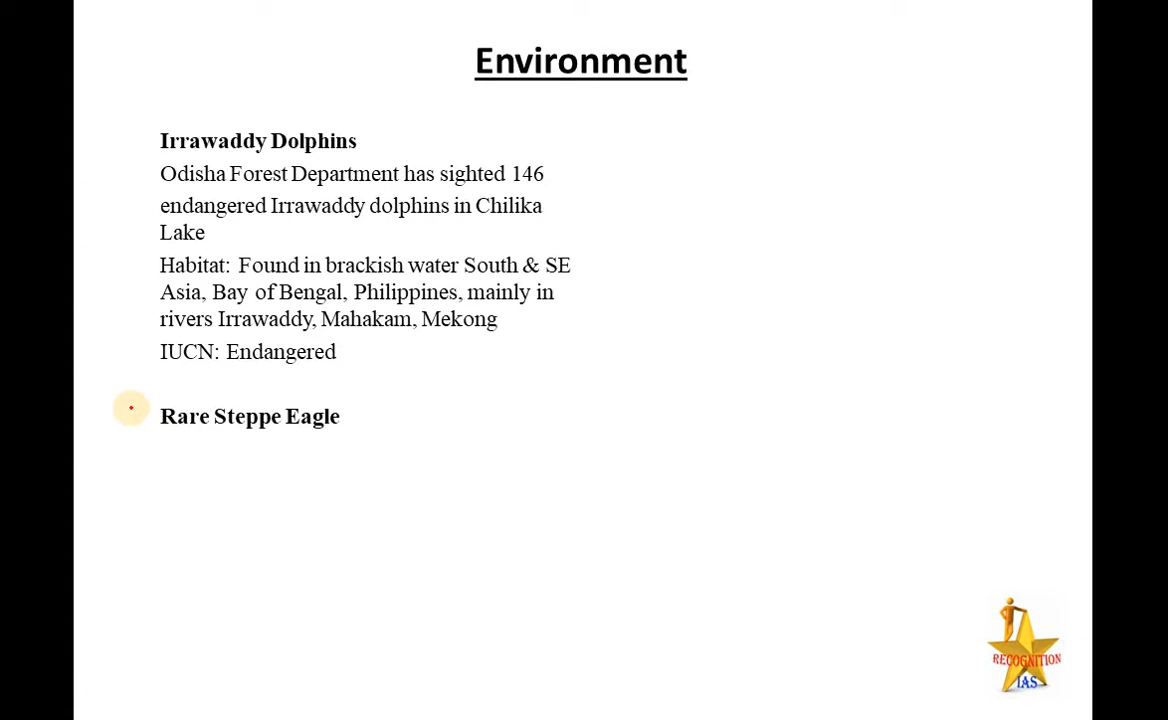 Environment
Irrawaddy Dolphins
Odisha Forest Department has sighted 146
endangered Irrawaddy dolphins in Chilika
Lake
Habitat: Found in brackish water South & SE
Asia, Bay of Bengal, Philippines, mainly in
rivers Irrawaddy, Mahakam, Mekong
IUCN: Endangered
Rare Steppe Eagle
RECOGNITION
IAS